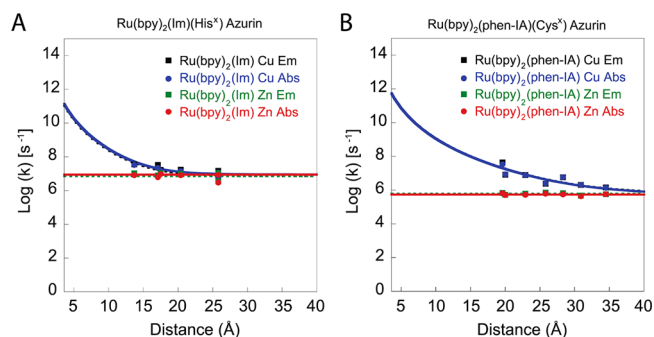 A
Ru(bpy)₂(Im)(Hisˣ) Azurin
Ru(bpy)₂(Im) Cu Em
Ru(bpy)₂(Im) Cu Abs
Ru(bpy)₂(Im) Zn Em
Ru(bpy)₂(Im) Zn Abs
Log (k) [s⁻¹]
14
12
10
8
6
4
2
0
5 10 15 20 25 30 35 40
Distance (Å)
B
Ru(bpy)₂(phen-IA)(Cysˣ) Azurin
Ru(bpy)₂(phen-IA) Cu Em
Ru(bpy)₂(phen-IA) Cu Abs
Ru(bpy)₂(phen-IA) Zn Em
Ru(bpy)₂(phen-IA) Zn Abs
Log (k) [s⁻¹]
14
12
10
8
6
4
2
0
5 10 15 20 25 30 35 40
Distance (Å)